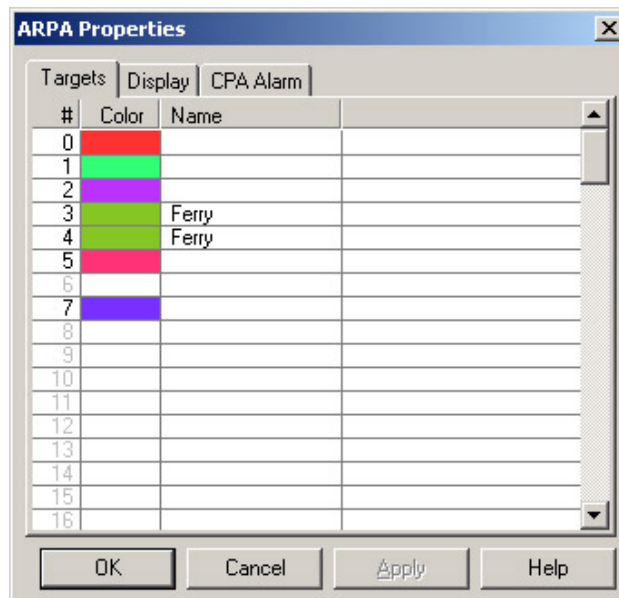 ARPA Properties
Targets Display CPA Alarm
# Color Name
0
1
2
3 Ferry
4 Ferry
5
6
7
8
9
10
11
12
13
14
15
16
OK Cancel Apply Help